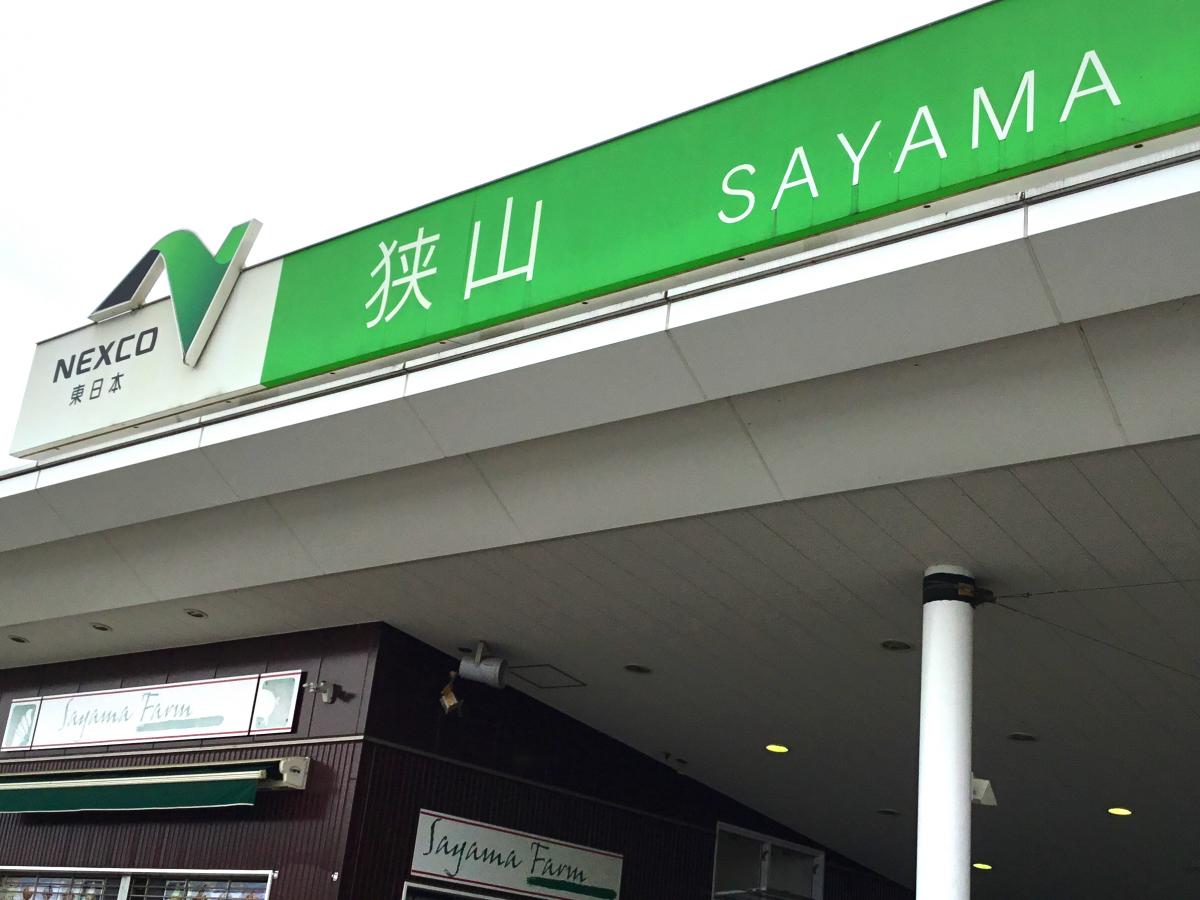 狭山 SAYAMA
NEXCO
東日本
Sayama Farm
Sayama Farm